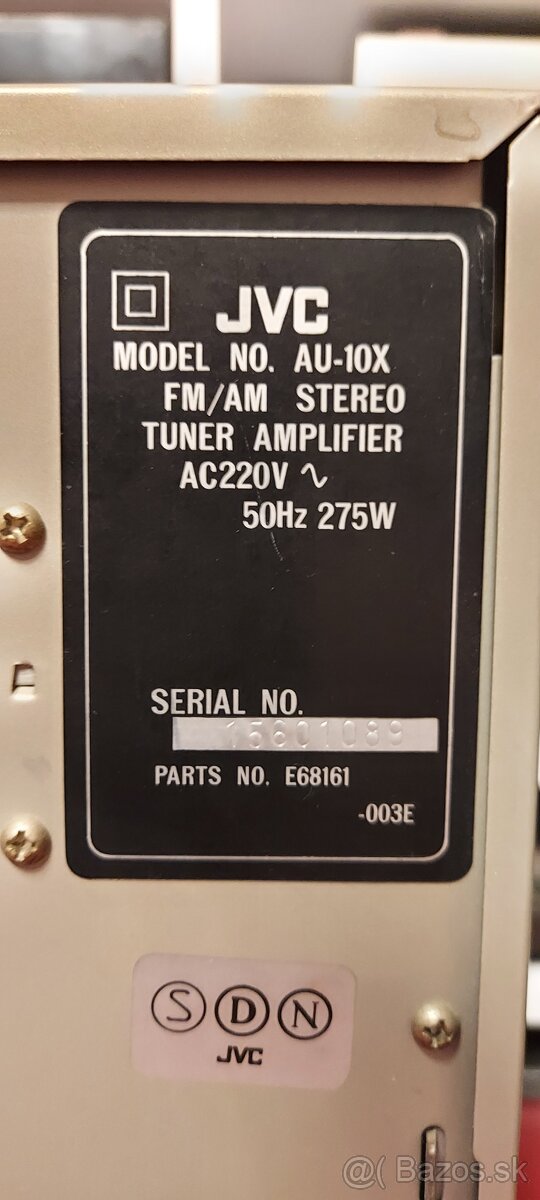 JVC
MODEL NO. AU-10X
FM/AM STEREO
TUNER AMPLIFIER
AC220V ∿
50Hz 275W
SERIAL NO.
15601089
PARTS NO. E68161
-003E
S D N
JVC
@( Bazos.sk